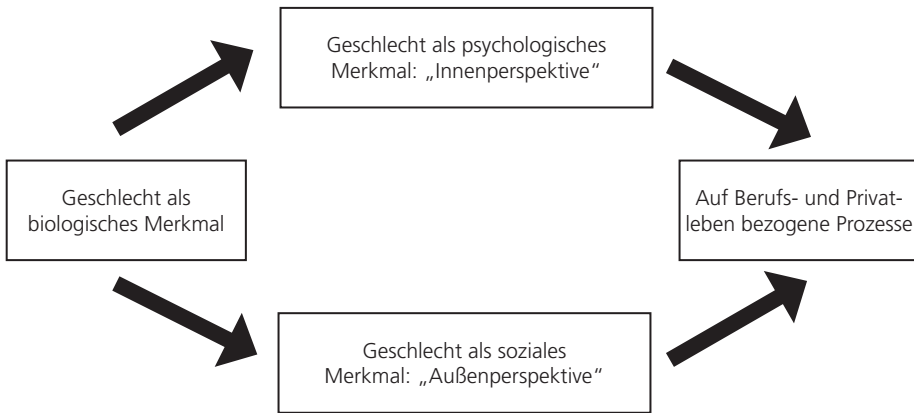 Geschlecht als psychologisches
Merkmal: „Innenperspektive“
Geschlecht als
biologisches Merkmal
Auf Berufs- und Privat-
leben bezogene Prozesse
Geschlecht als soziales
Merkmal: „Außenperspektive“